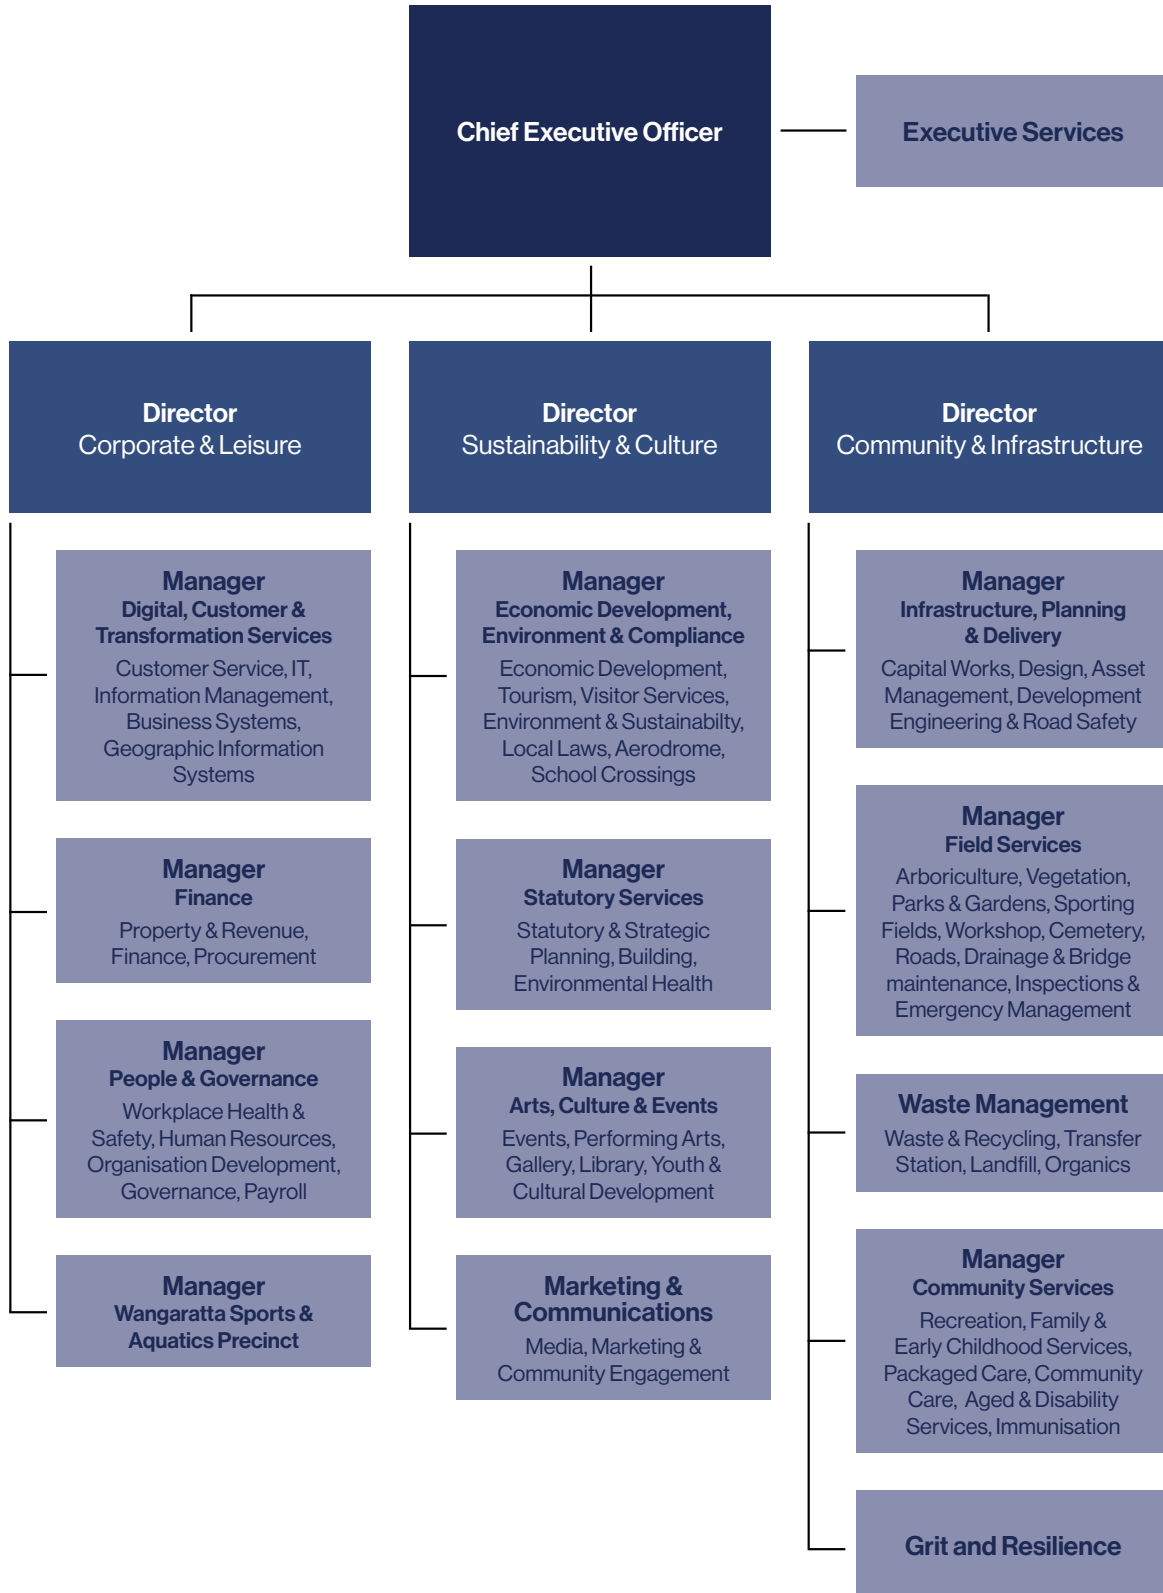 Chief Executive Officer
Executive Services
Director
Corporate & Leisure
Manager
Digital, Customer &
Transformation Services
Customer Service, IT,
Information Management,
Business Systems,
Geographic Information
Systems
Manager
Finance
Property & Revenue,
Finance, Procurement
Manager
People & Governance
Workplace Health &
Safety, Human Resources,
Organisation Development,
Governance, Payroll
Manager
Wangaratta Sports &
Aquatics Precinct
Director
Sustainability & Culture
Manager
Economic Development,
Environment & Compliance
Economic Development,
Tourism, Visitor Services,
Environment & Sustainabilty,
Local Laws, Aerodrome,
School Crossings
Manager
Statutory Services
Statutory & Strategic
Planning, Building,
Environmental Health
Manager
Arts, Culture & Events
Events, Performing Arts,
Gallery, Library, Youth &
Cultural Development
Marketing &
Communications
Media, Marketing &
Community Engagement
Director
Community & Infrastructure
Manager
Infrastructure, Planning
& Delivery
Capital Works, Design, Asset
Management, Development
Engineering & Road Safety
Manager
Field Services
Arboriculture, Vegetation,
Parks & Gardens, Sporting
Fields, Workshop, Cemetery,
Roads, Drainage & Bridge
maintenance, Inspections &
Emergency Management
Waste Management
Waste & Recycling, Transfer
Station, Landfill, Organics
Manager
Community Services
Recreation, Family &
Early Childhood Services,
Packaged Care, Community
Care, Aged & Disability
Services, Immunisation
Grit and Resilience